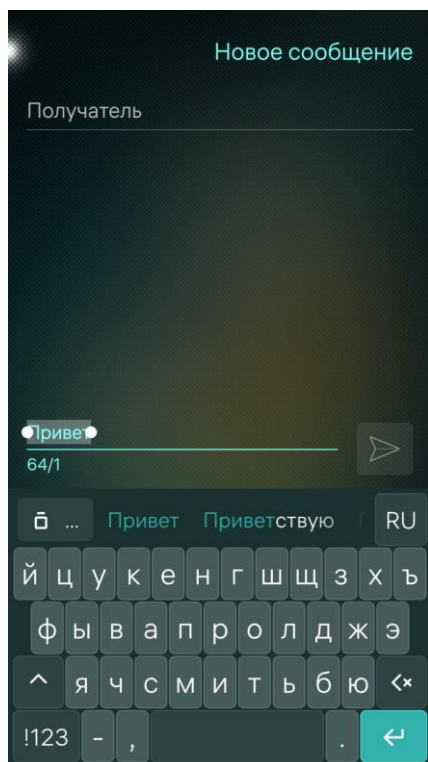 Новое сообщение
Получатель
Привет
64/1
... Привет Приветствую RU
й ц у к е н г ш щ з х ъ
ф ы в а п р о л д ж э
я ч с м и т ь б ю
!123 - , .